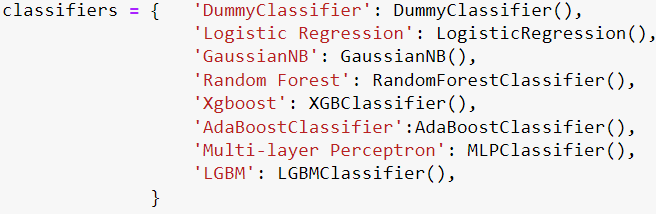 classifiers = {   'DummyClassifier': DummyClassifier(),
'Logistic Regression': LogisticRegression(),
'GaussianNB': GaussianNB(),
'Random Forest': RandomForestClassifier(),
'Xgboost': XGBClassifier(),
'AdaBoostClassifier':AdaBoostClassifier(),
'Multi-layer Perceptron': MLPClassifier(),
'LGBM': LGBMClassifier(),
}